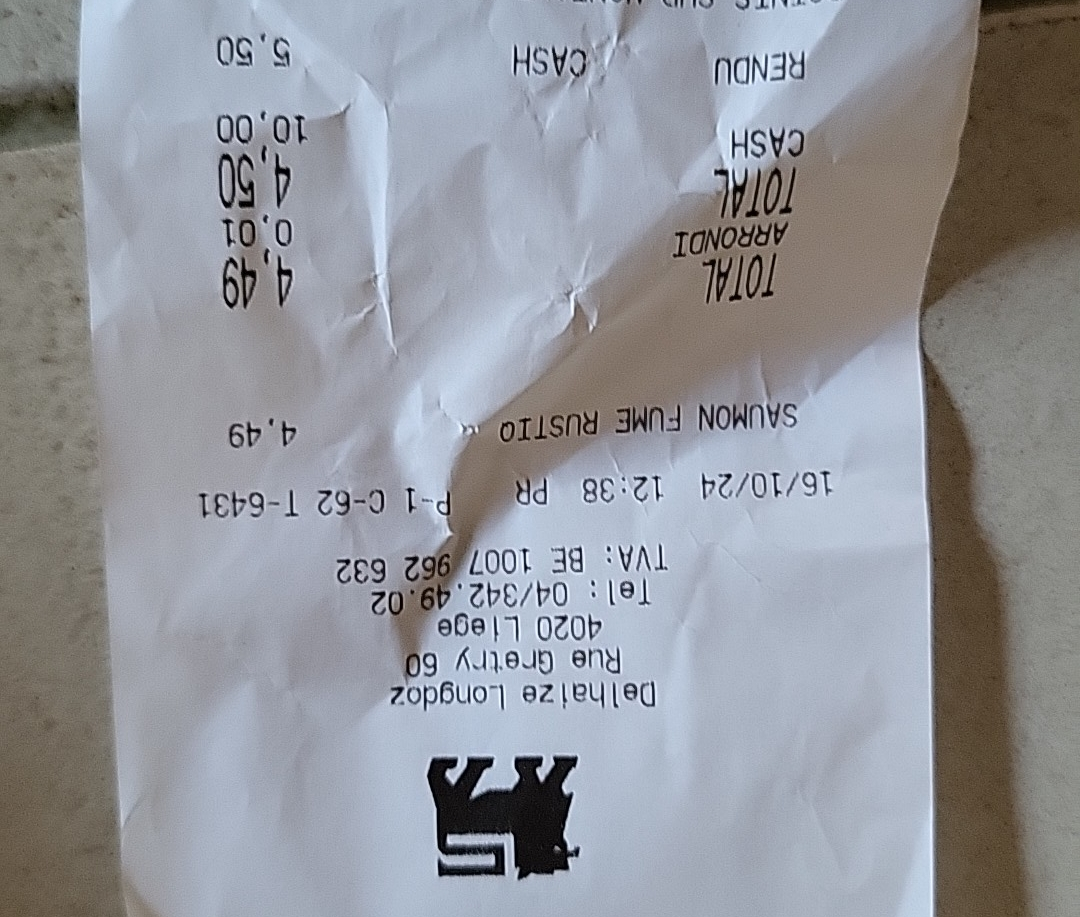 Delhaize Longdoz
Rue Gretry 60
4020 Liege
Tel: 04/342.49.02
TVA: BE 1007 962 632
16/10/24 12:38 PR P-1 C-62 T-6431
SAUMON FUME RUSTIQ 4,49
TOTAL 4,49
ARRONDI 0,01
TOTAL 4,50
CASH 10,00
RENDU CASH 5,50